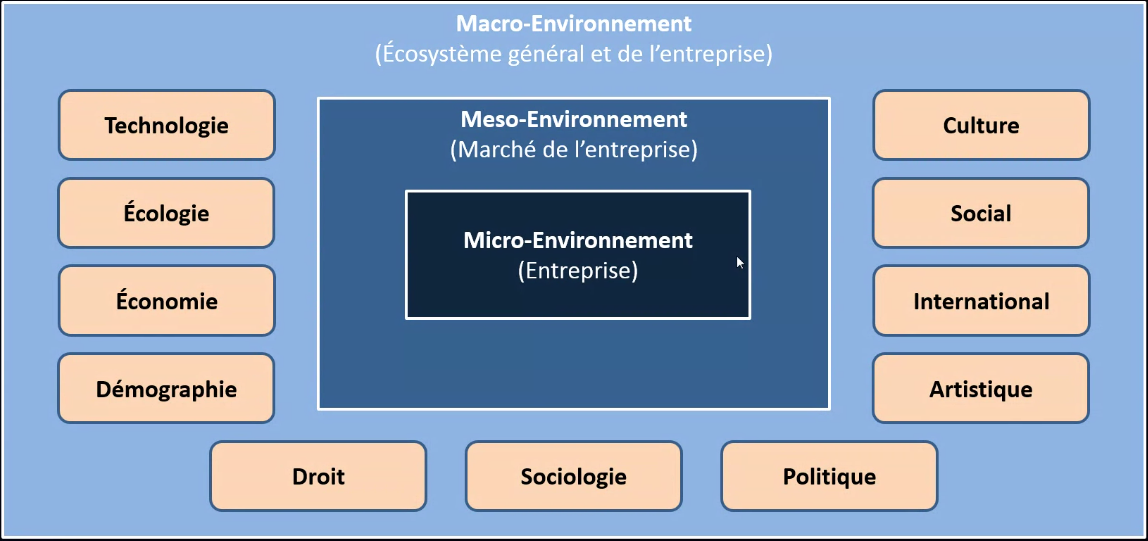 Macro-Environnement
(Écosystème général et de l’entreprise)
Technologie
Écologie
Économie
Démographie
Meso-Environnement
(Marché de l’entreprise)
Micro-Environnement
(Entreprise)
Culture
Social
International
Artistique
Droit
Sociologie
Politique